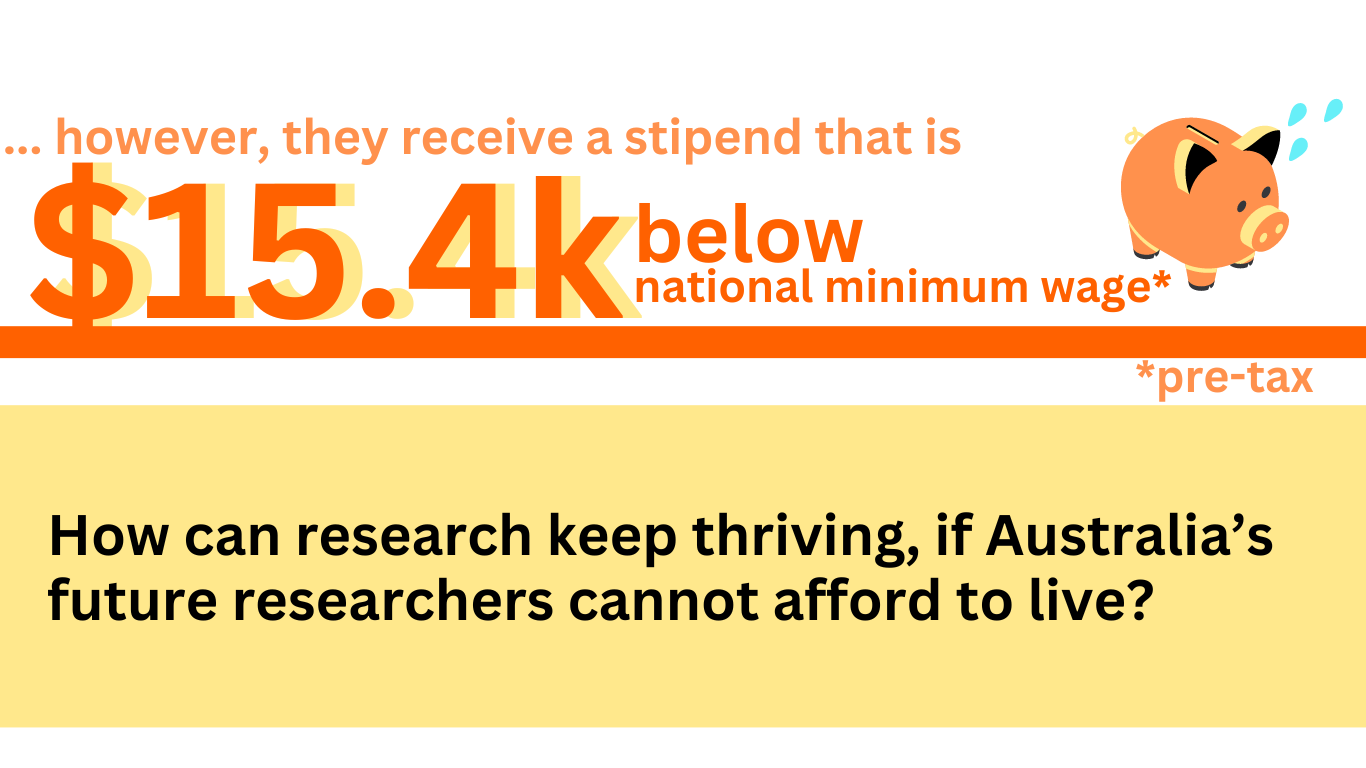 ... however, they receive a stipend that is
$15.4k below
national minimum wage*
*pre-tax
How can research keep thriving, if Australia’s
future researchers cannot afford to live?